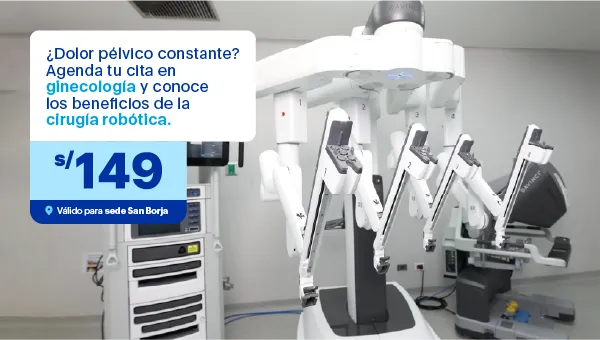 ¿Dolor pélvico constante?
Agenda tu cita en
ginecología y conoce
los beneficios de la
cirugía robótica.
S/149
Válido para sede San Borja
DAVINCI